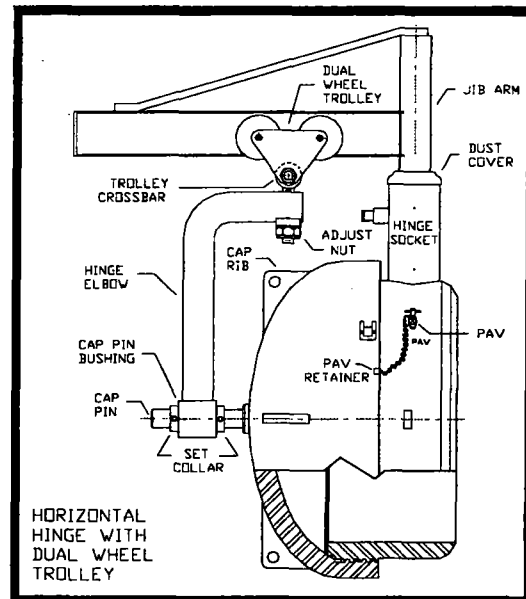 DUAL
WHEEL
TROLLEY
JIB ARM
DUST
COVER
TROLLEY
CROSSBAR
HINGE
SOCKET
ADJUST
NUT
CAP
RIB
HINGE
ELBOW
PAV
PAV
CAP PIN
BUSHING
PAV
RETAINER
CAP
PIN
SET
COLLAR
HORIZONTAL
HINGE WITH
DUAL WHEEL
TROLLEY